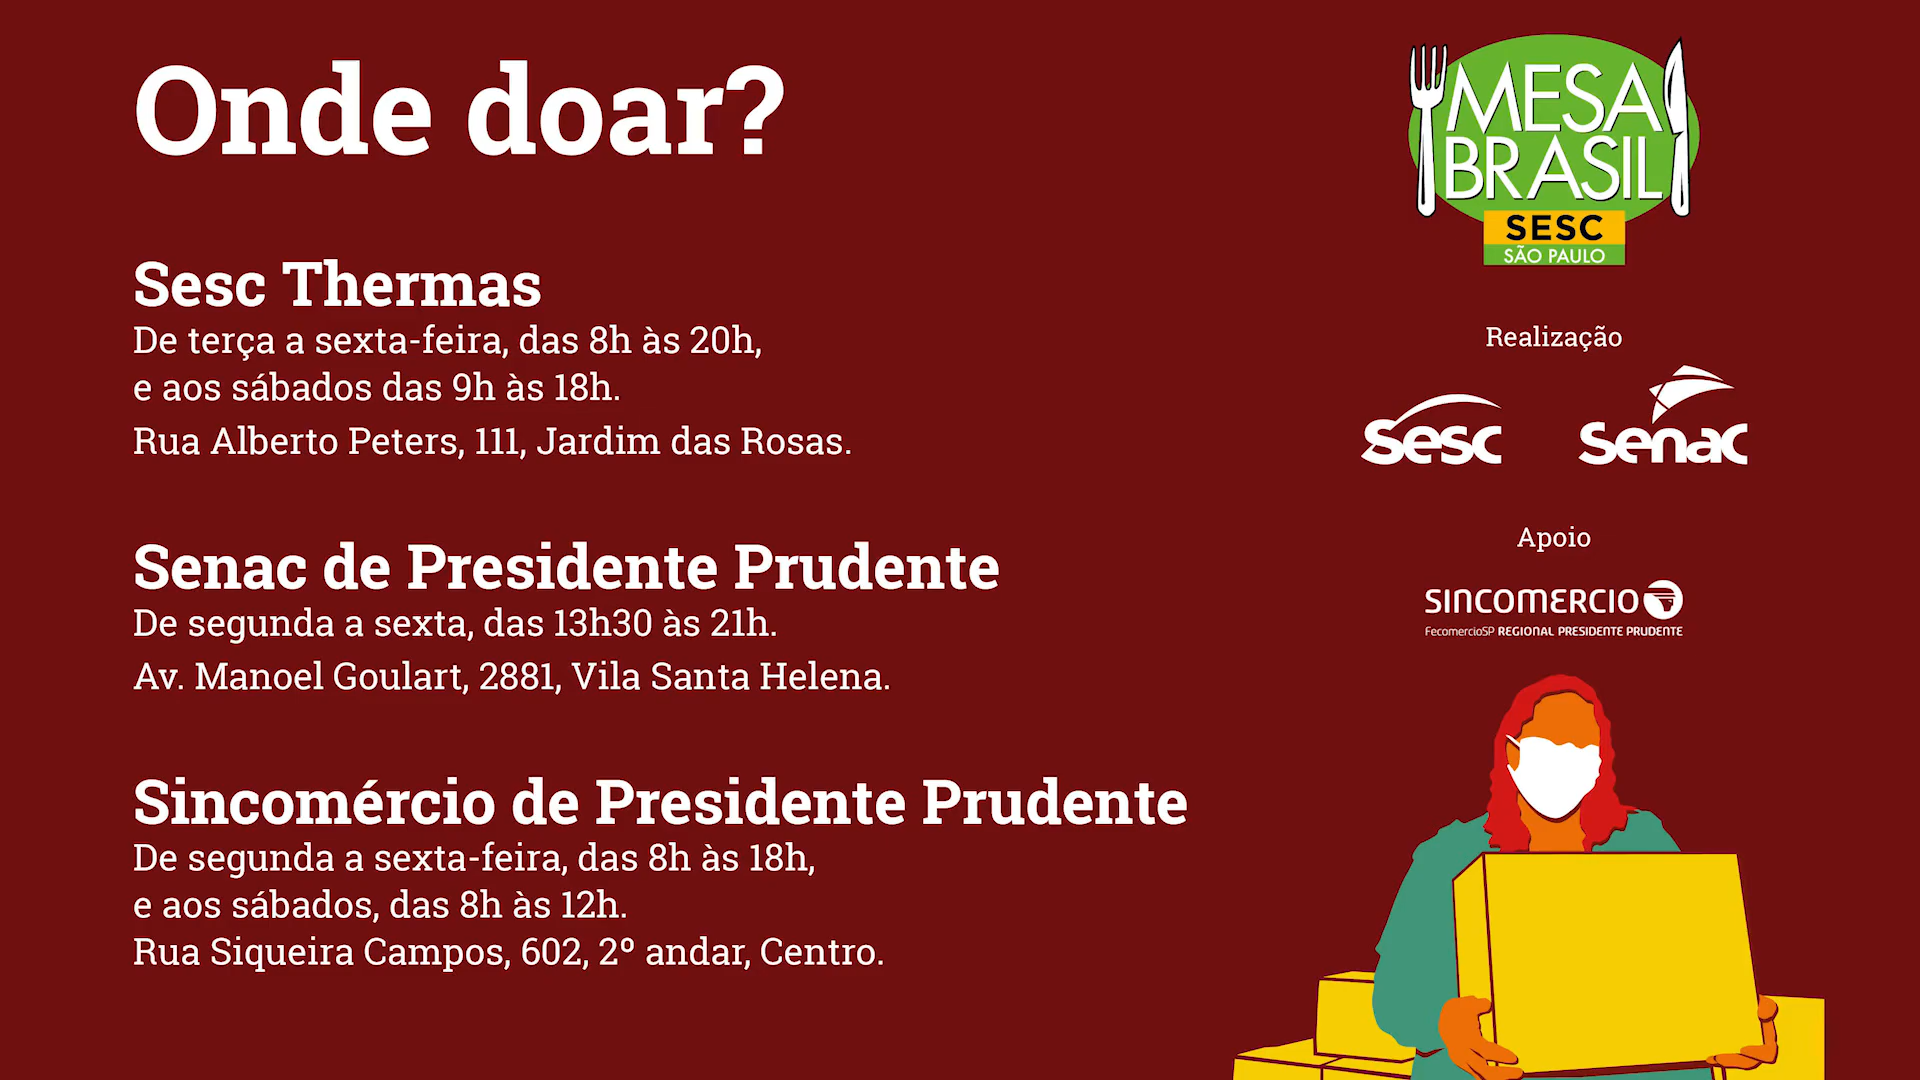 Onde doar?
Sesc Thermas
De terça a sexta-feira, das 8h às 20h,
e aos sábados das 9h às 18h.
Rua Alberto Peters, 111, Jardim das Rosas.
Senac de Presidente Prudente
De segunda a sexta, das 13h30 às 21h.
Av. Manoel Goulart, 2881, Vila Santa Helena.
Sincomércio de Presidente Prudente
De segunda a sexta-feira, das 8h às 18h,
e aos sábados, das 8h às 12h.
Rua Siqueira Campos, 602, 2º andar, Centro.
MESA
BRASIL
SESC
SÃO PAULO
Realização
Sesc Senac
Apoio
SINCOMERCIO
FecomercioSP REGIONAL PRESIDENTE PRUDENTE